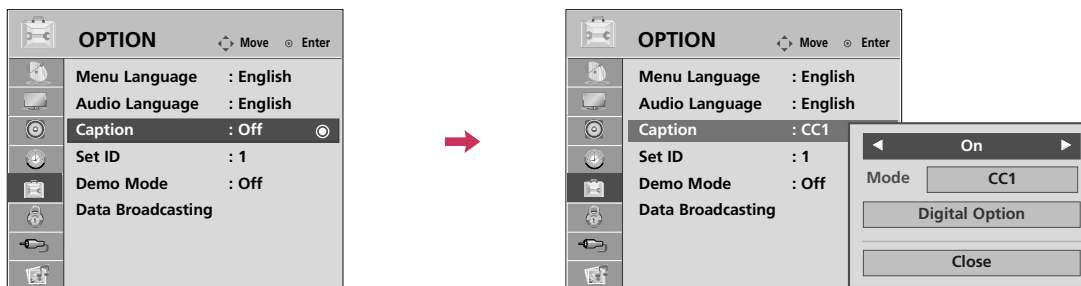 OPTION Move Enter
Menu Language : English
Audio Language : English
Caption : Off
Set ID : 1
Demo Mode : Off
Data Broadcasting
OPTION Move Enter
Menu Language : English
Audio Language : English
Caption : CC1
Set ID : 1
Demo Mode : Off
Data Broadcasting
On
Mode CC1
Digital Option
Close